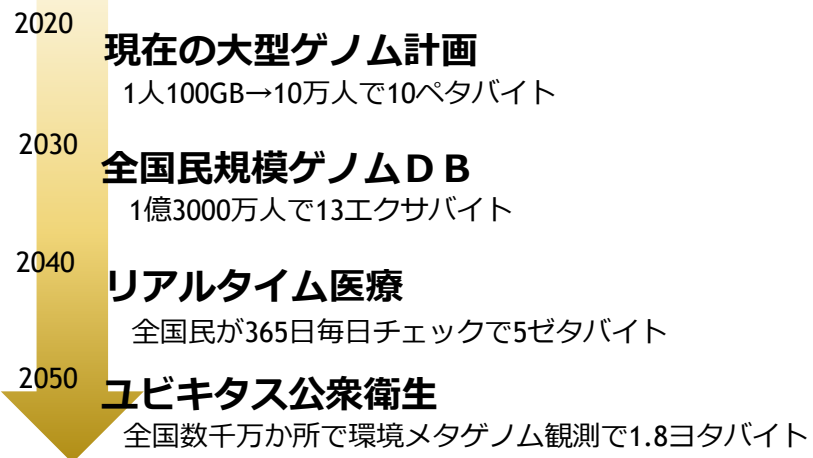 2020
現在の大型ゲノム計画
1人100GB→10万人で10ペタバイト
2030
全国民規模ゲノムＤＢ
1億3000万人で13エクサバイト
2040
リアルタイム医療
全国民が365日毎日チェックで5ゼタバイト
2050
ユビキタス公衆衛生
全国数千万か所で環境メタゲノム観測で1.8ヨタバイト